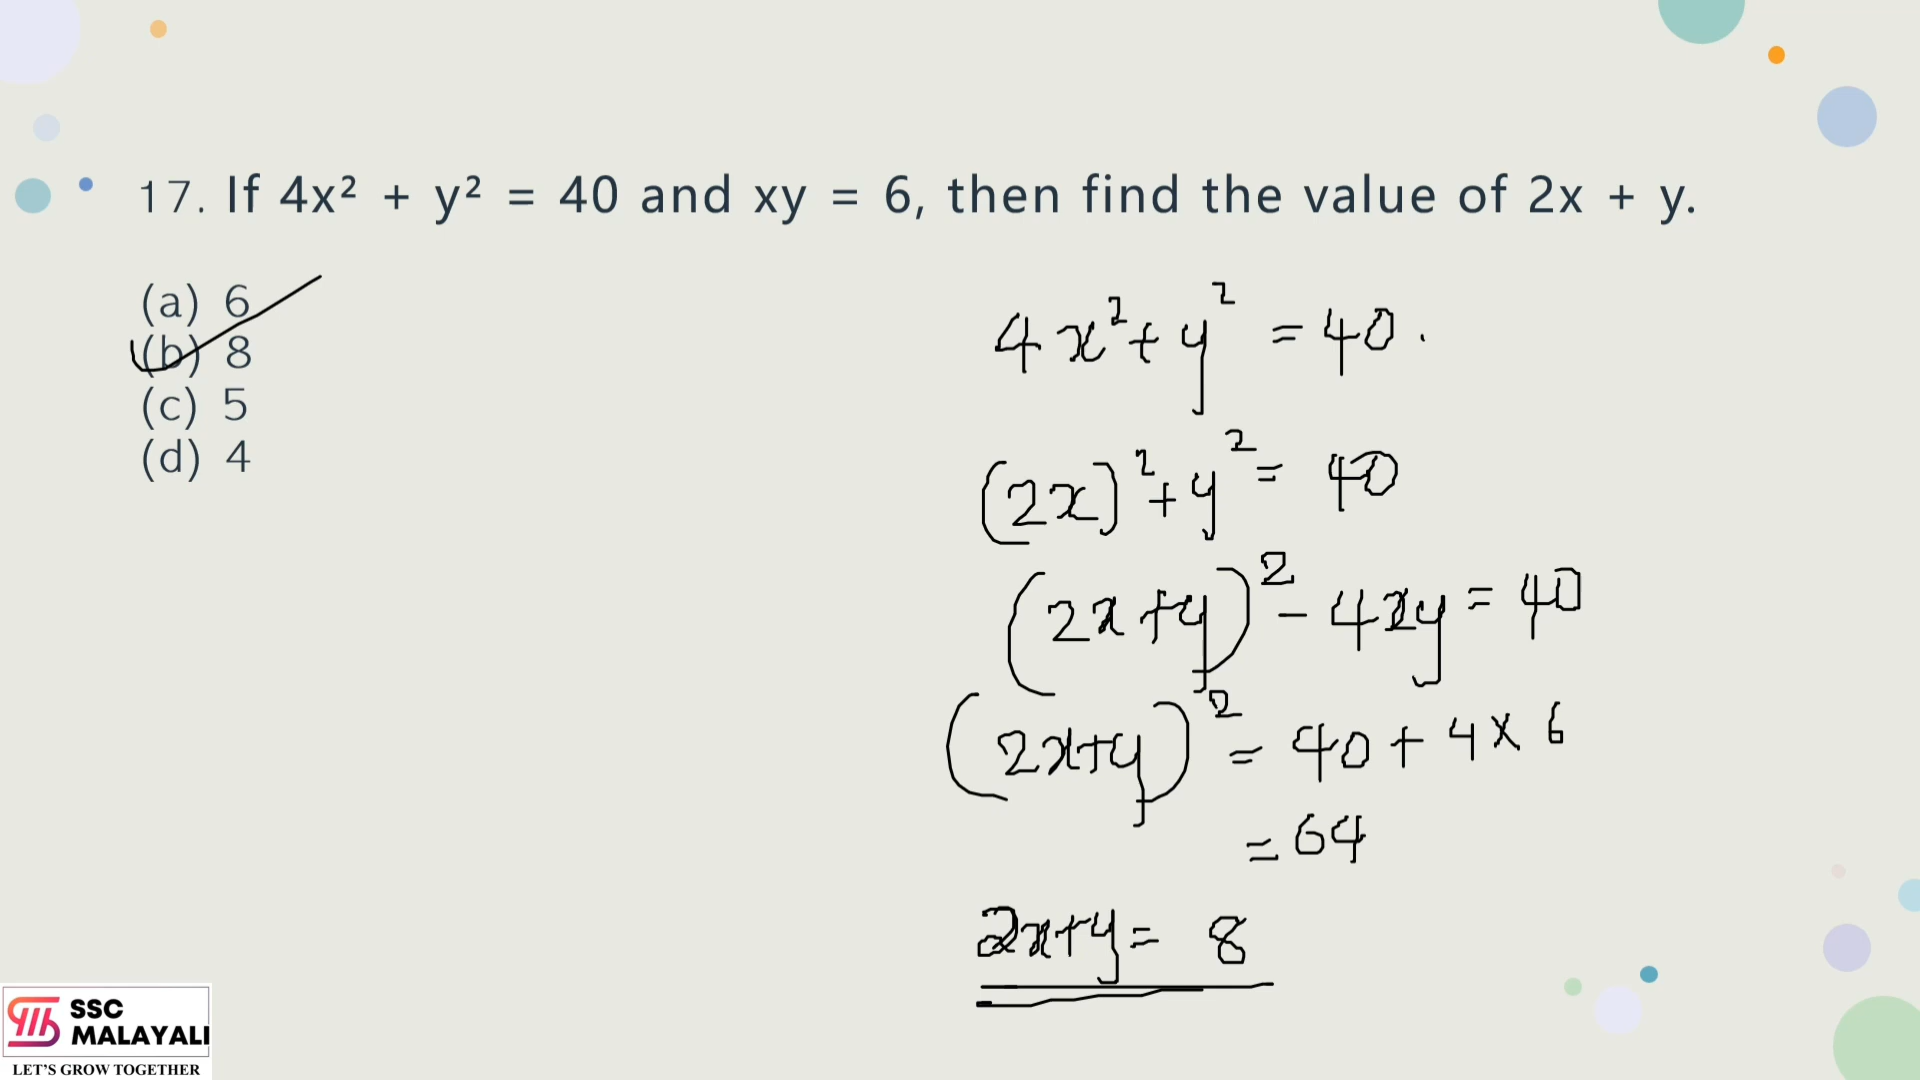 17. If 4x² + y² = 40 and xy = 6, then find the value of 2x + y.
(a) 6
(b) 8
(c) 5
(d) 4
4x² + y² = 40.
(2x)² + y² = 40
(2x+y)² - 4xy = 40
(2x+y)² = 40 + 4 × 6
= 64
2x+y = 8
SSC
MALAYALI
LET'S GROW TOGETHER